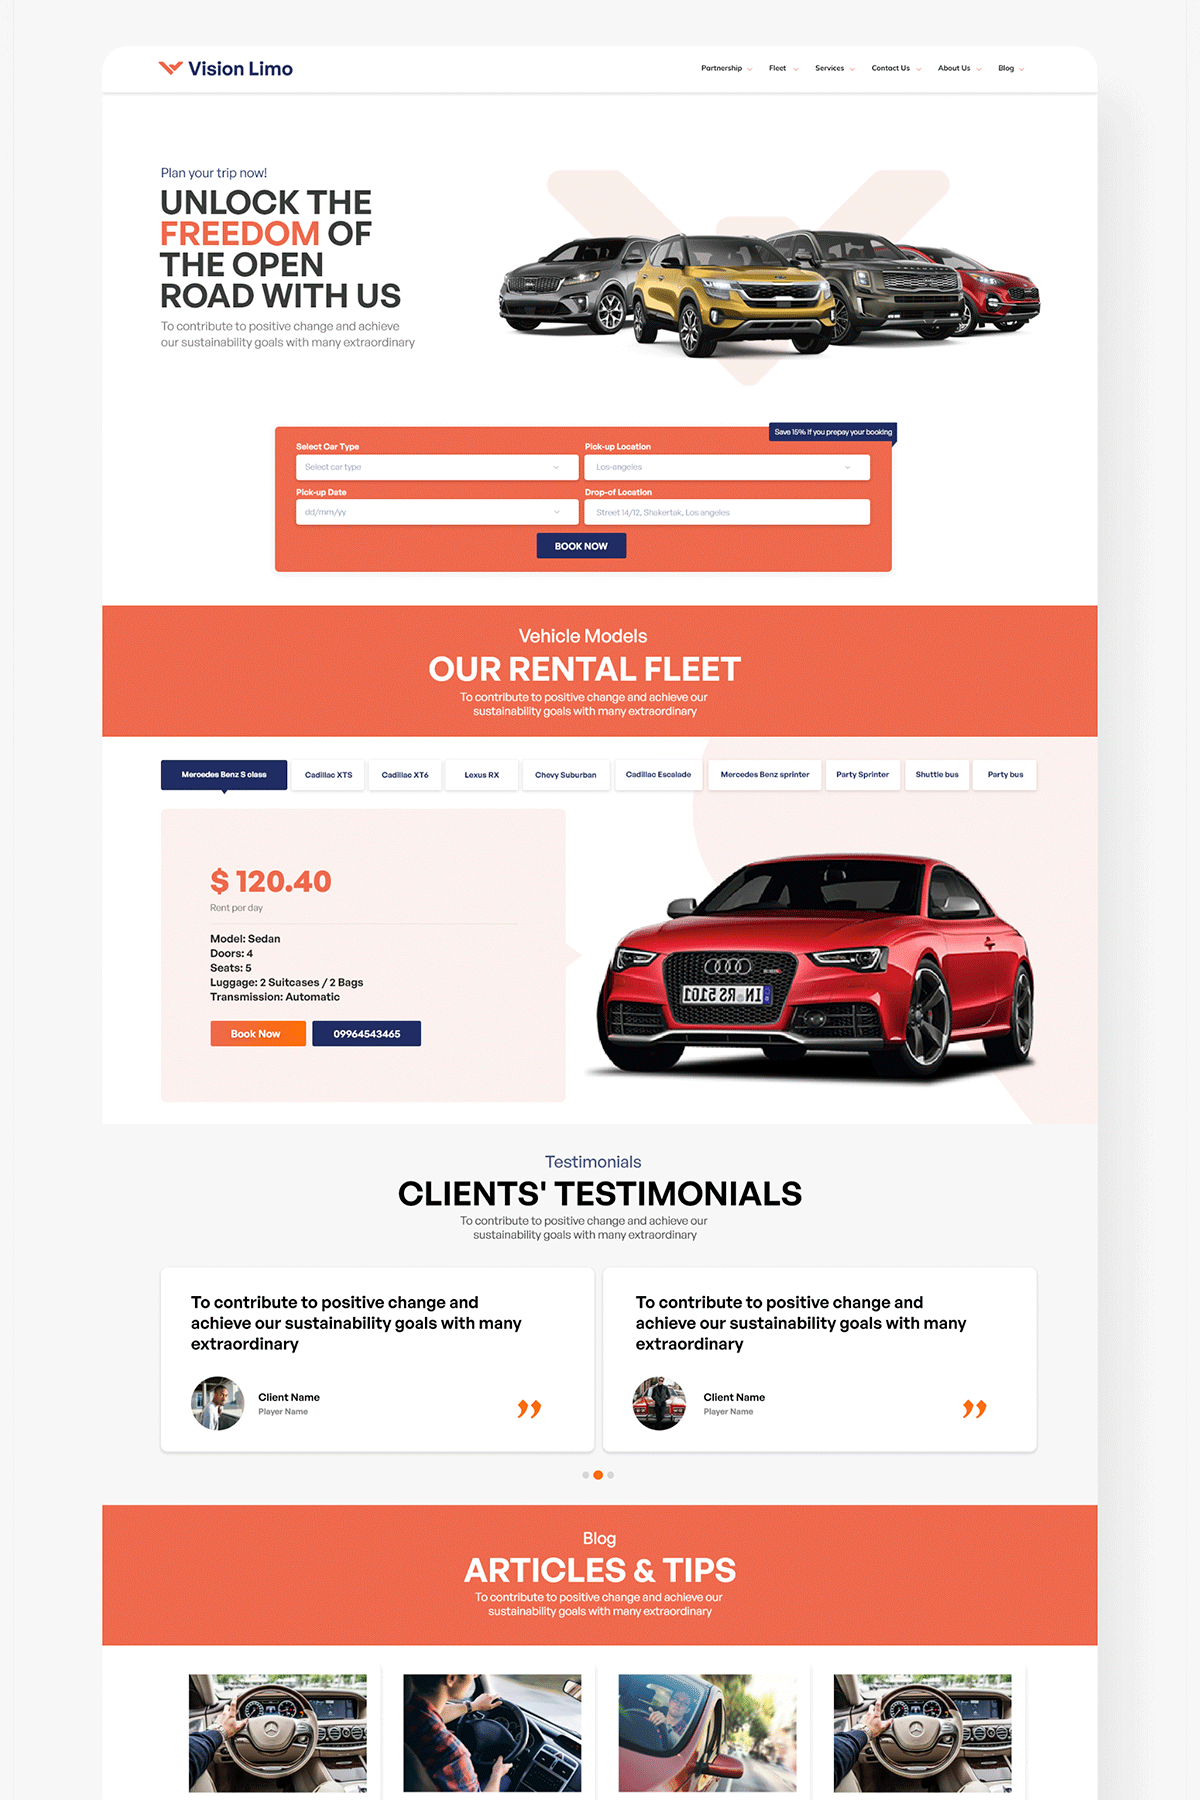 Vision Limo
Partnership
Fleet
Services
Contact Us
About Us
Blog
Plan your trip now!
UNLOCK THE
FREEDOM OF
THE OPEN
ROAD WITH US
To contribute to positive change and achieve
our sustainability goals with many extraordinary
Save 15% if you prepay your booking
Select Car Type
Pick-up Location
Select car type
Los-angeles
Pick-up Date
Drop-of Location
dd/mm/yy
Street 14/12, Shakertak, Los angeles
BOOK NOW
Vehicle Models
OUR RENTAL FLEET
To contribute to positive change and achieve our
sustainability goals with many extraordinary
Mercedes Benz S class
Cadillac XTS
Cadillac XT6
Lexus RX
Chevy Suburban
Cadillac Escalade
Mercedes Benz sprinter
Party Sprinter
Shuttle bus
Party bus
$ 120.40
Rent per day
Model: Sedan
Doors: 4
Seats: 5
Luggage: 2 Suitcases / 2 Bags
Transmission: Automatic
Book Now
09964543465
IN RS 5101
Testimonials
CLIENTS' TESTIMONIALS
To contribute to positive change and achieve our
sustainability goals with many extraordinary
To contribute to positive change and
achieve our sustainability goals with many
extraordinary
Client Name
Player Name
To contribute to positive change and
achieve our sustainability goals with many
extraordinary
Client Name
Player Name
Blog
ARTICLES & TIPS
To contribute to positive change and achieve our
sustainability goals with many extraordinary